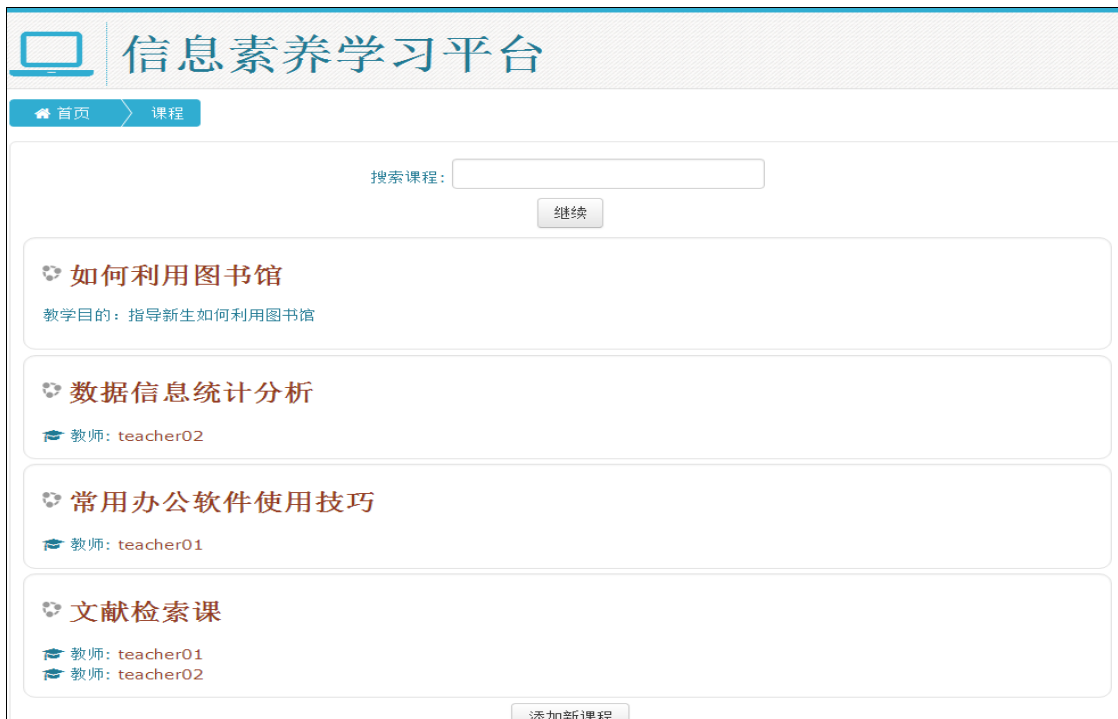 信息素养学习平台
首页 课程
搜索课程:
继续
如何利用图书馆
教学目的：指导新生如何利用图书馆
数据信息统计分析
教师: teacher02
常用办公软件使用技巧
教师: teacher01
文献检索课
教师: teacher01
教师: teacher02
添加新课程